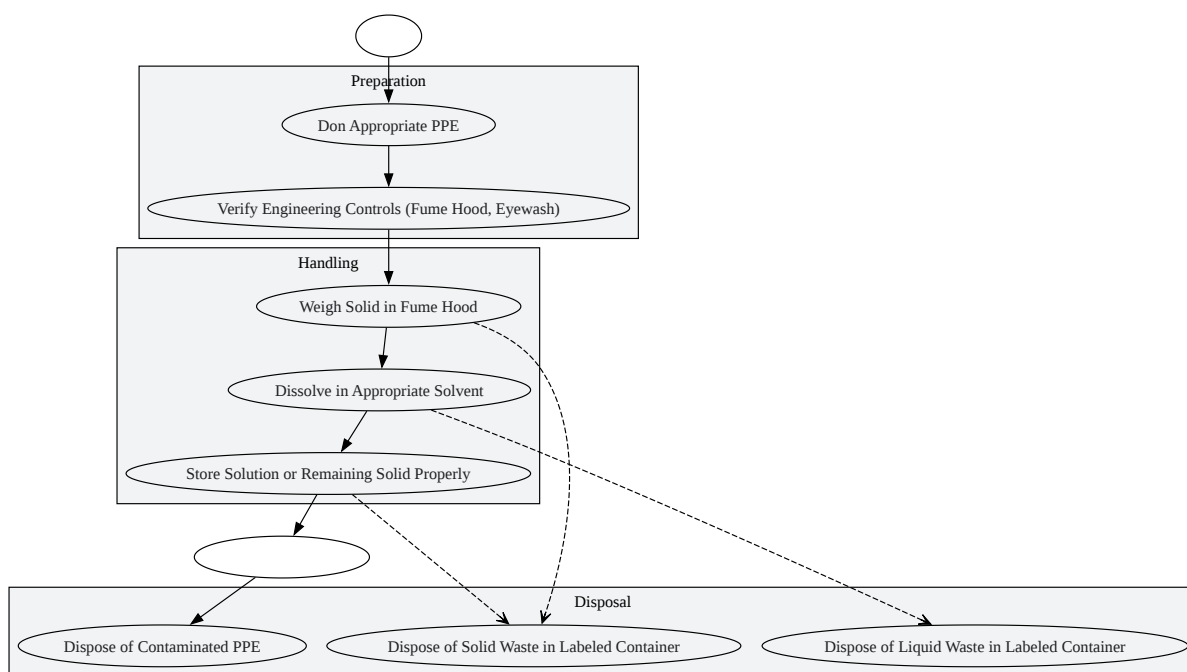 Preparation
Don Appropriate PPE
Verify Engineering Controls (Fume Hood, Eyewash)
Handling
Weigh Solid in Fume Hood
Dissolve in Appropriate Solvent
Store Solution or Remaining Solid Properly
Disposal
Dispose of Contaminated PPE
Dispose of Solid Waste in Labeled Container
Dispose of Liquid Waste in Labeled Container